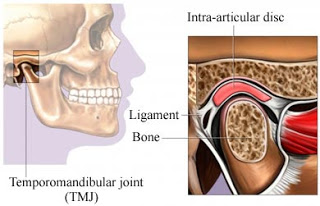 Intra-articular disc
Ligament
Bone
Temporomandibular joint
(TMJ)